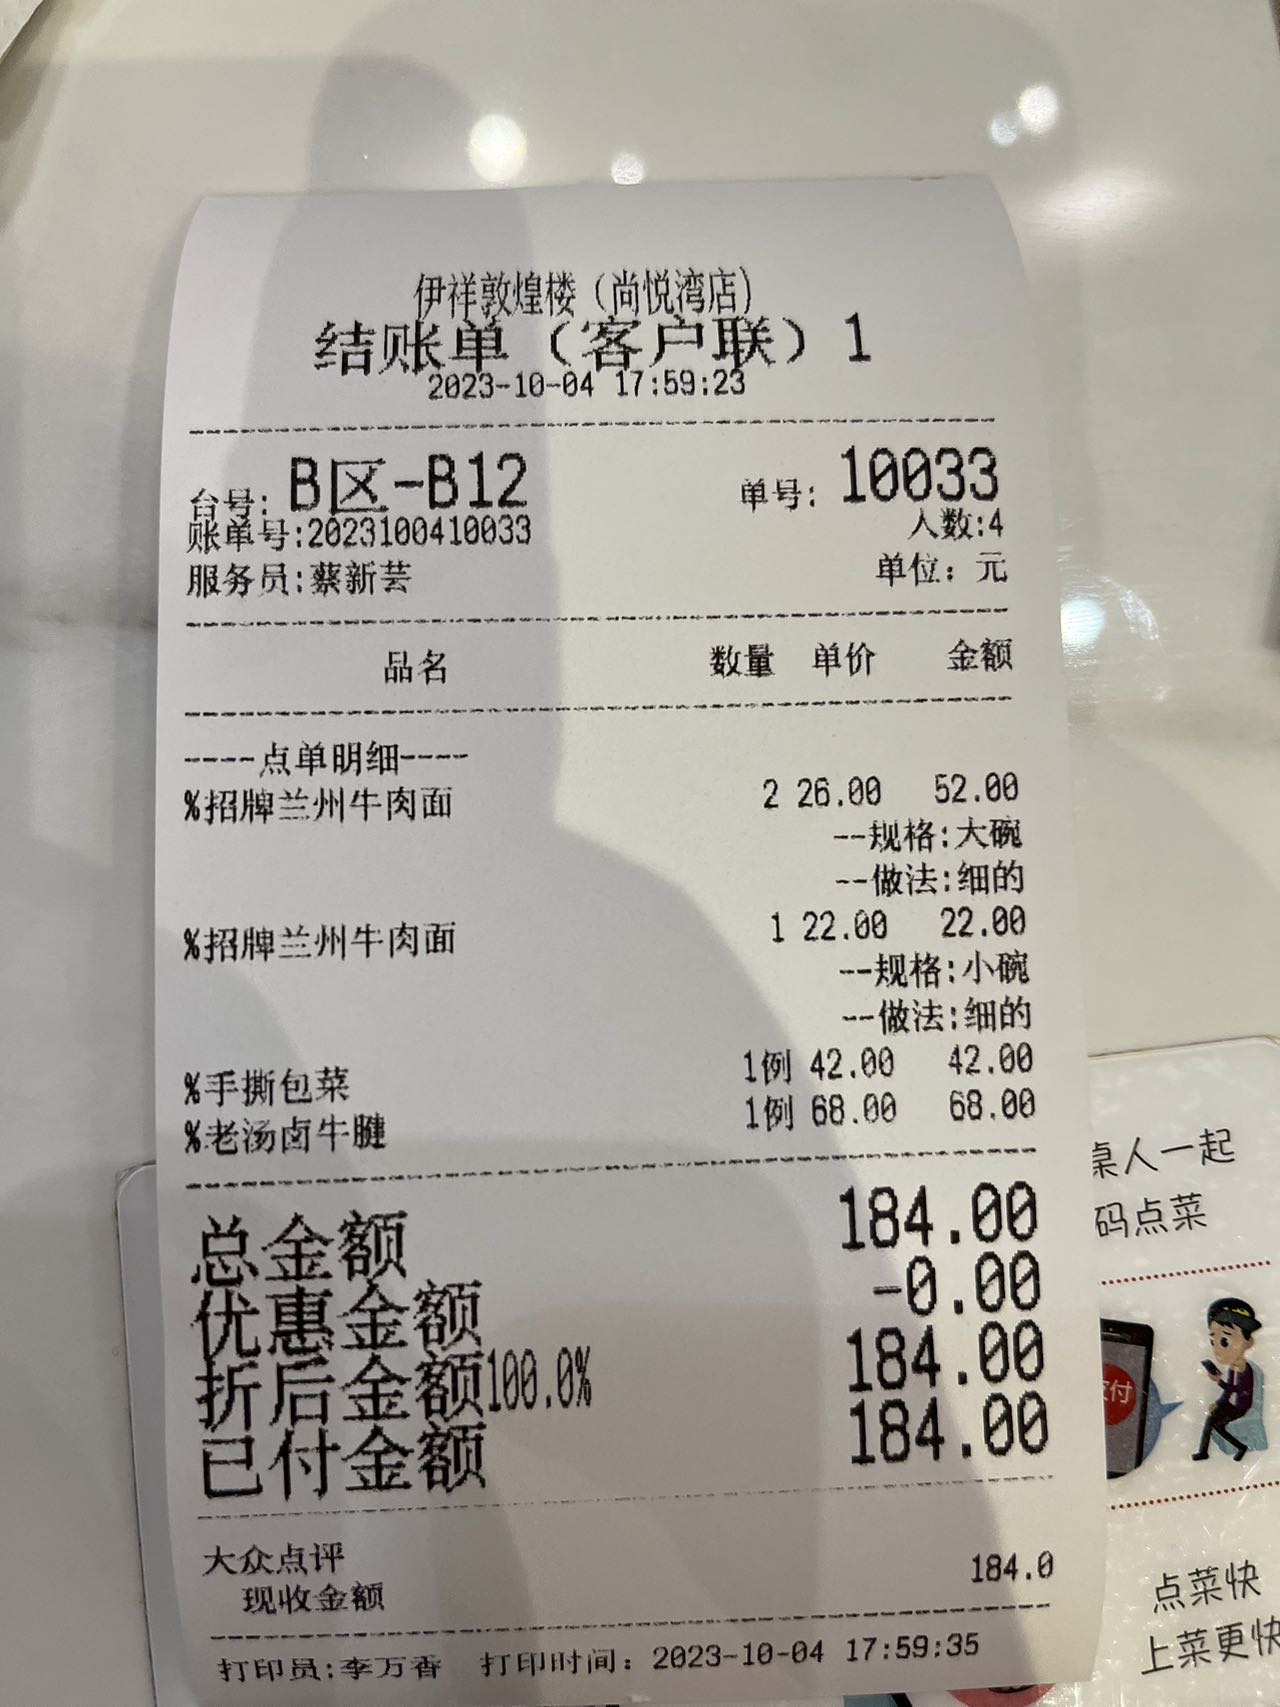 伊祥敦煌楼（尚悦湾店）
结账单（客户联）1
2023-10-04 17:59:23
台号: B区-B12 单号: 10033
账单号:2023100410033 人数:4
服务员:蔡新芸 单位: 元
品名 数量 单价 金额
----点单明细----
%招牌兰州牛肉面 2 26.00 52.00
--规格:大碗
--做法:细的
%招牌兰州牛肉面 1 22.00 22.00
--规格:小碗
--做法:细的
%手撕包菜 1例 42.00 42.00
%老汤卤牛腱 1例 68.00 68.00
总金额 184.00
优惠金额 -0.00
折后金额100.0% 184.00
已付金额 184.00
大众点评 184.0
现收金额
打印员:李万香 打印时间: 2023-10-04 17:59:35
桌人一起
码点菜
付
点菜快
上菜更快